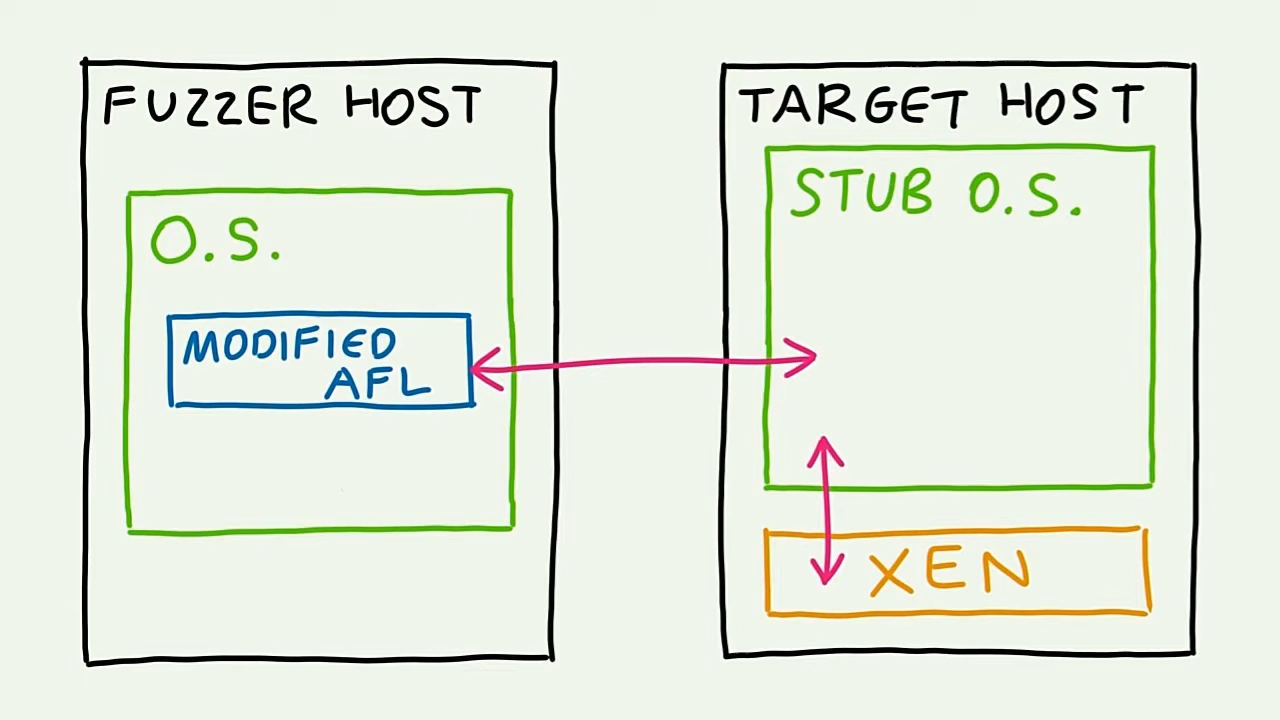 FUZZER HOST
O.S.
MODIFIED
AFL
TARGET HOST
STUB O.S.
XEN